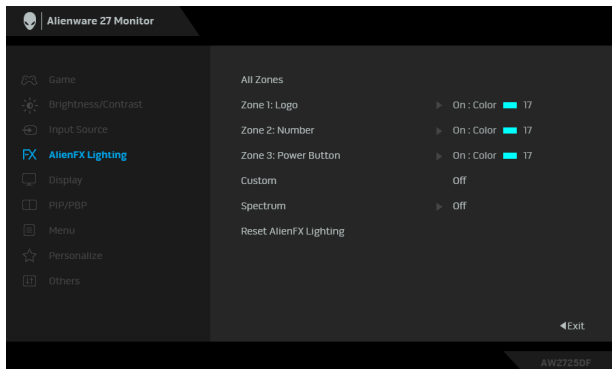 Alienware 27 Monitor
Game
Brightness/Contrast
Input Source
FX AlienFX Lighting
Display
PIP/PBP
Menu
Personalize
Others
All Zones
Zone 1: Logo On : Color 17
Zone 2: Number On : Color 17
Zone 3: Power Button On : Color 17
Custom Off
Spectrum Off
Reset AlienFX Lighting
Exit
AW2725DF